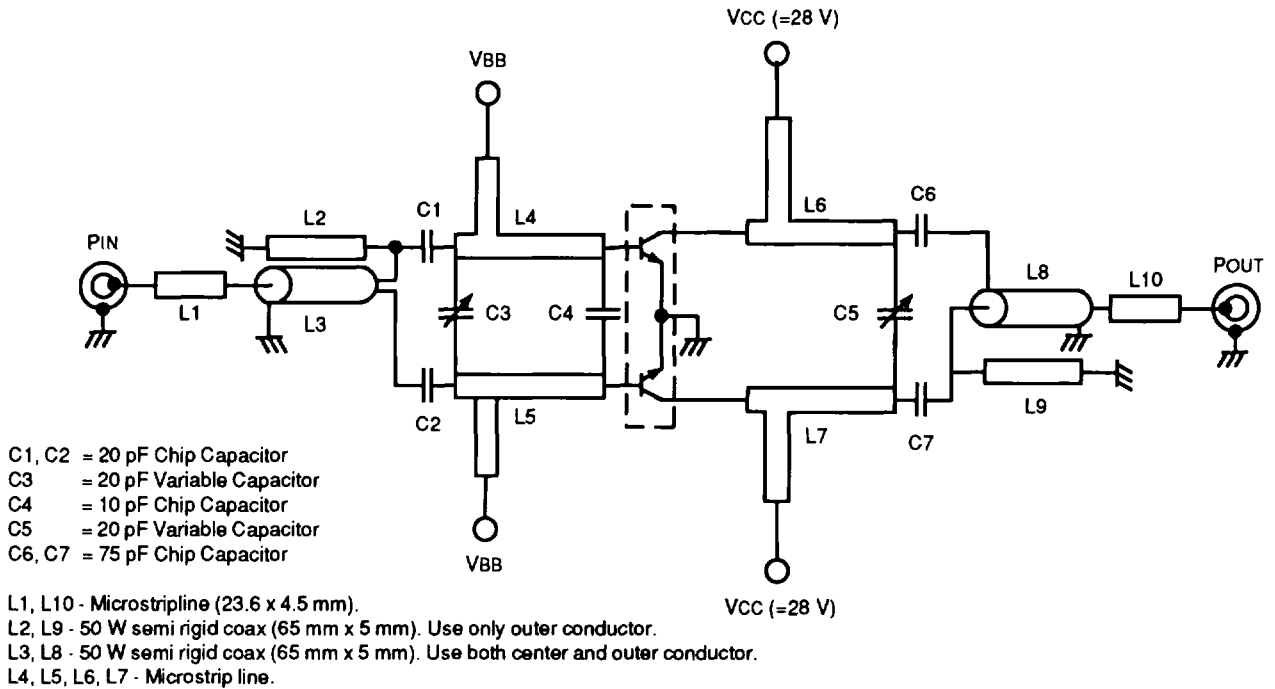 VCC (=28 V)
VBB
L6
C6
C1
L4
L2
PIN
L8
L10
POUT
L1
L3
C3
C4
C5
L9
C2
L5
L7
C7
VBB
VCC (=28 V)
C1, C2 = 20 pF Chip Capacitor
C3 = 20 pF Variable Capacitor
C4 = 10 pF Chip Capacitor
C5 = 20 pF Variable Capacitor
C6, C7 = 75 pF Chip Capacitor
L1, L10 - Microstripline (23.6 x 4.5 mm).
L2, L9 - 50 W semi rigid coax (65 mm x 5 mm). Use only outer conductor.
L3, L8 - 50 W semi rigid coax (65 mm x 5 mm). Use both center and outer conductor.
L4, L5, L6, L7 - Microstrip line.